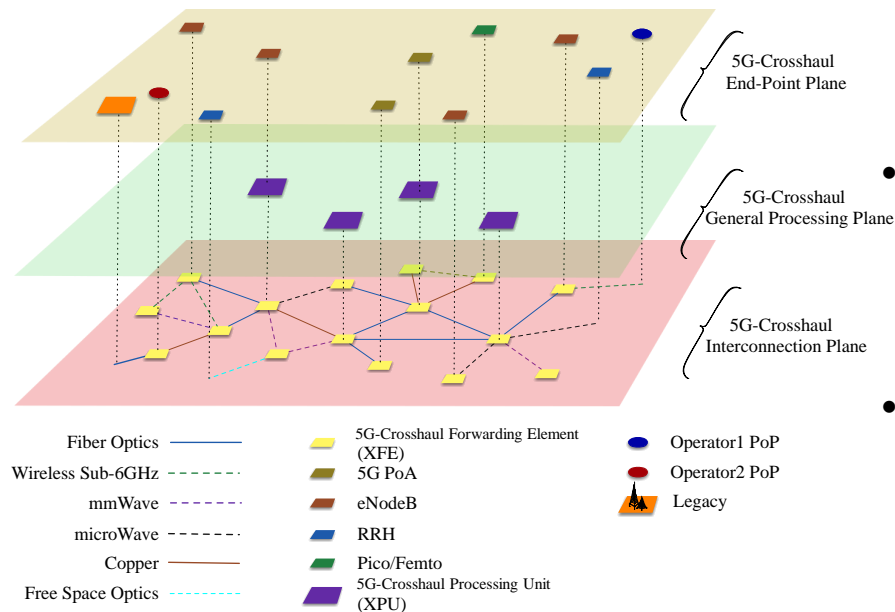 5G-Crosshaul
End-Point Plane
5G-Crosshaul
General Processing Plane
5G-Crosshaul
Interconnection Plane
Fiber Optics
Wireless Sub-6GHz
mmWave
microWave
Copper
Free Space Optics
5G-Crosshaul Forwarding Element
(XFE)
5G PoA
eNodeB
RRH
Pico/Femto
5G-Crosshaul Processing Unit
(XPU)
Operator1 PoP
Operator2 PoP
Legacy